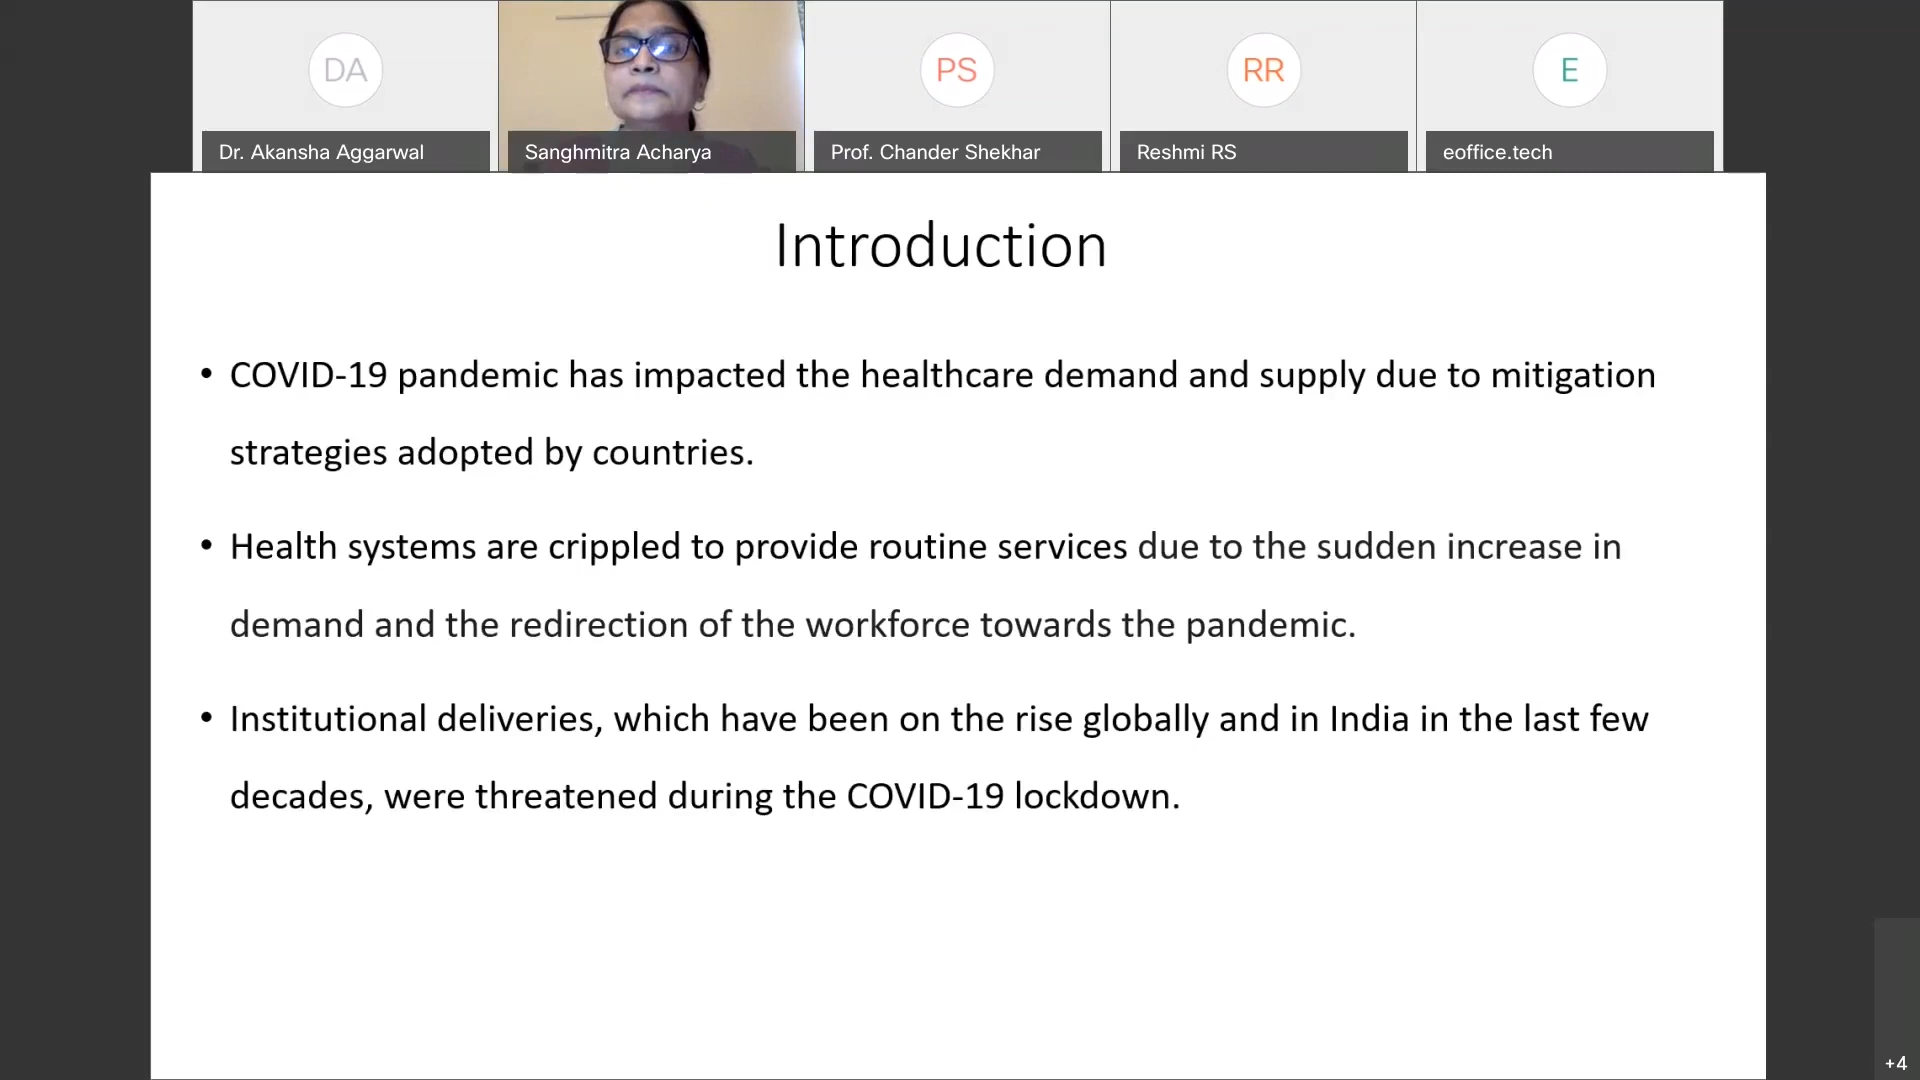 DA
PS
RR
E
Dr. Akansha Aggarwal
Sanghmitra Acharya
Prof. Chander Shekhar
Reshmi RS
eoffice.tech
Introduction
• COVID-19 pandemic has impacted the healthcare demand and supply due to mitigation
strategies adopted by countries.
• Health systems are crippled to provide routine services due to the sudden increase in
demand and the redirection of the workforce towards the pandemic.
• Institutional deliveries, which have been on the rise globally and in India in the last few
decades, were threatened during the COVID-19 lockdown.
+4